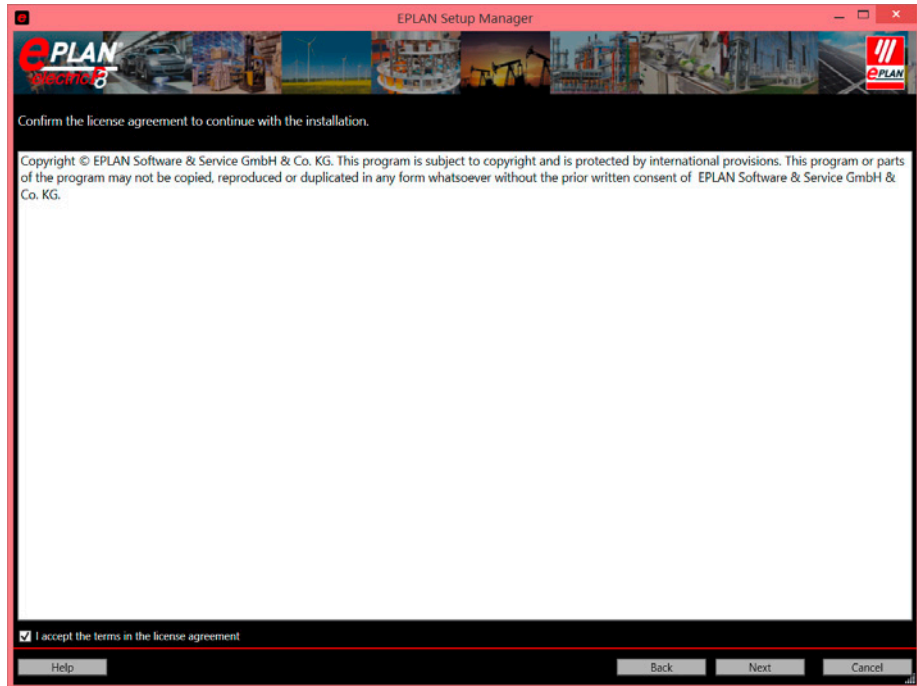 e
EPLAN Setup Manager
ePLAN
electric P8
ePLAN
Confirm the license agreement to continue with the installation.
Copyright © EPLAN Software & Service GmbH & Co. KG. This program is subject to copyright and is protected by international provisions. This program or parts
of the program may not be copied, reproduced or duplicated in any form whatsoever without the prior written consent of EPLAN Software & Service GmbH &
Co. KG.
I accept the terms in the license agreement
Help
Back
Next
Cancel